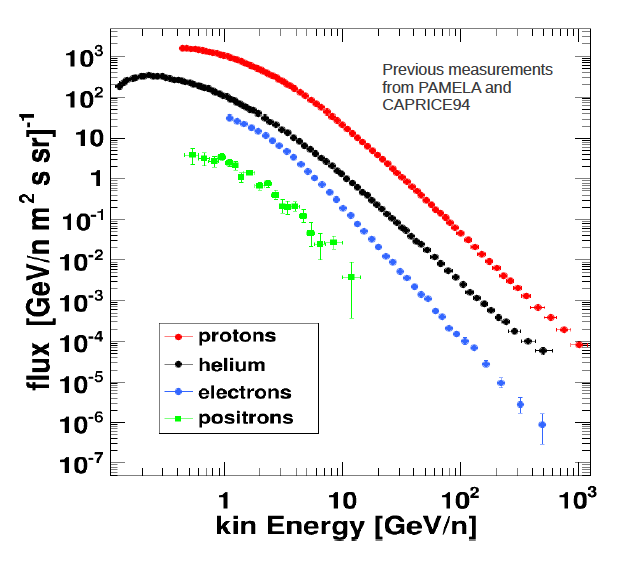 Previous measurements
from PAMELA and
CAPRICE94
flux [GeV/n m² s sr]⁻¹
10³
10²
10
1
10⁻¹
10⁻²
10⁻³
10⁻⁴
10⁻⁵
10⁻⁶
10⁻⁷
protons
helium
electrons
positrons
1
10
10²
10³
kin Energy [GeV/n]